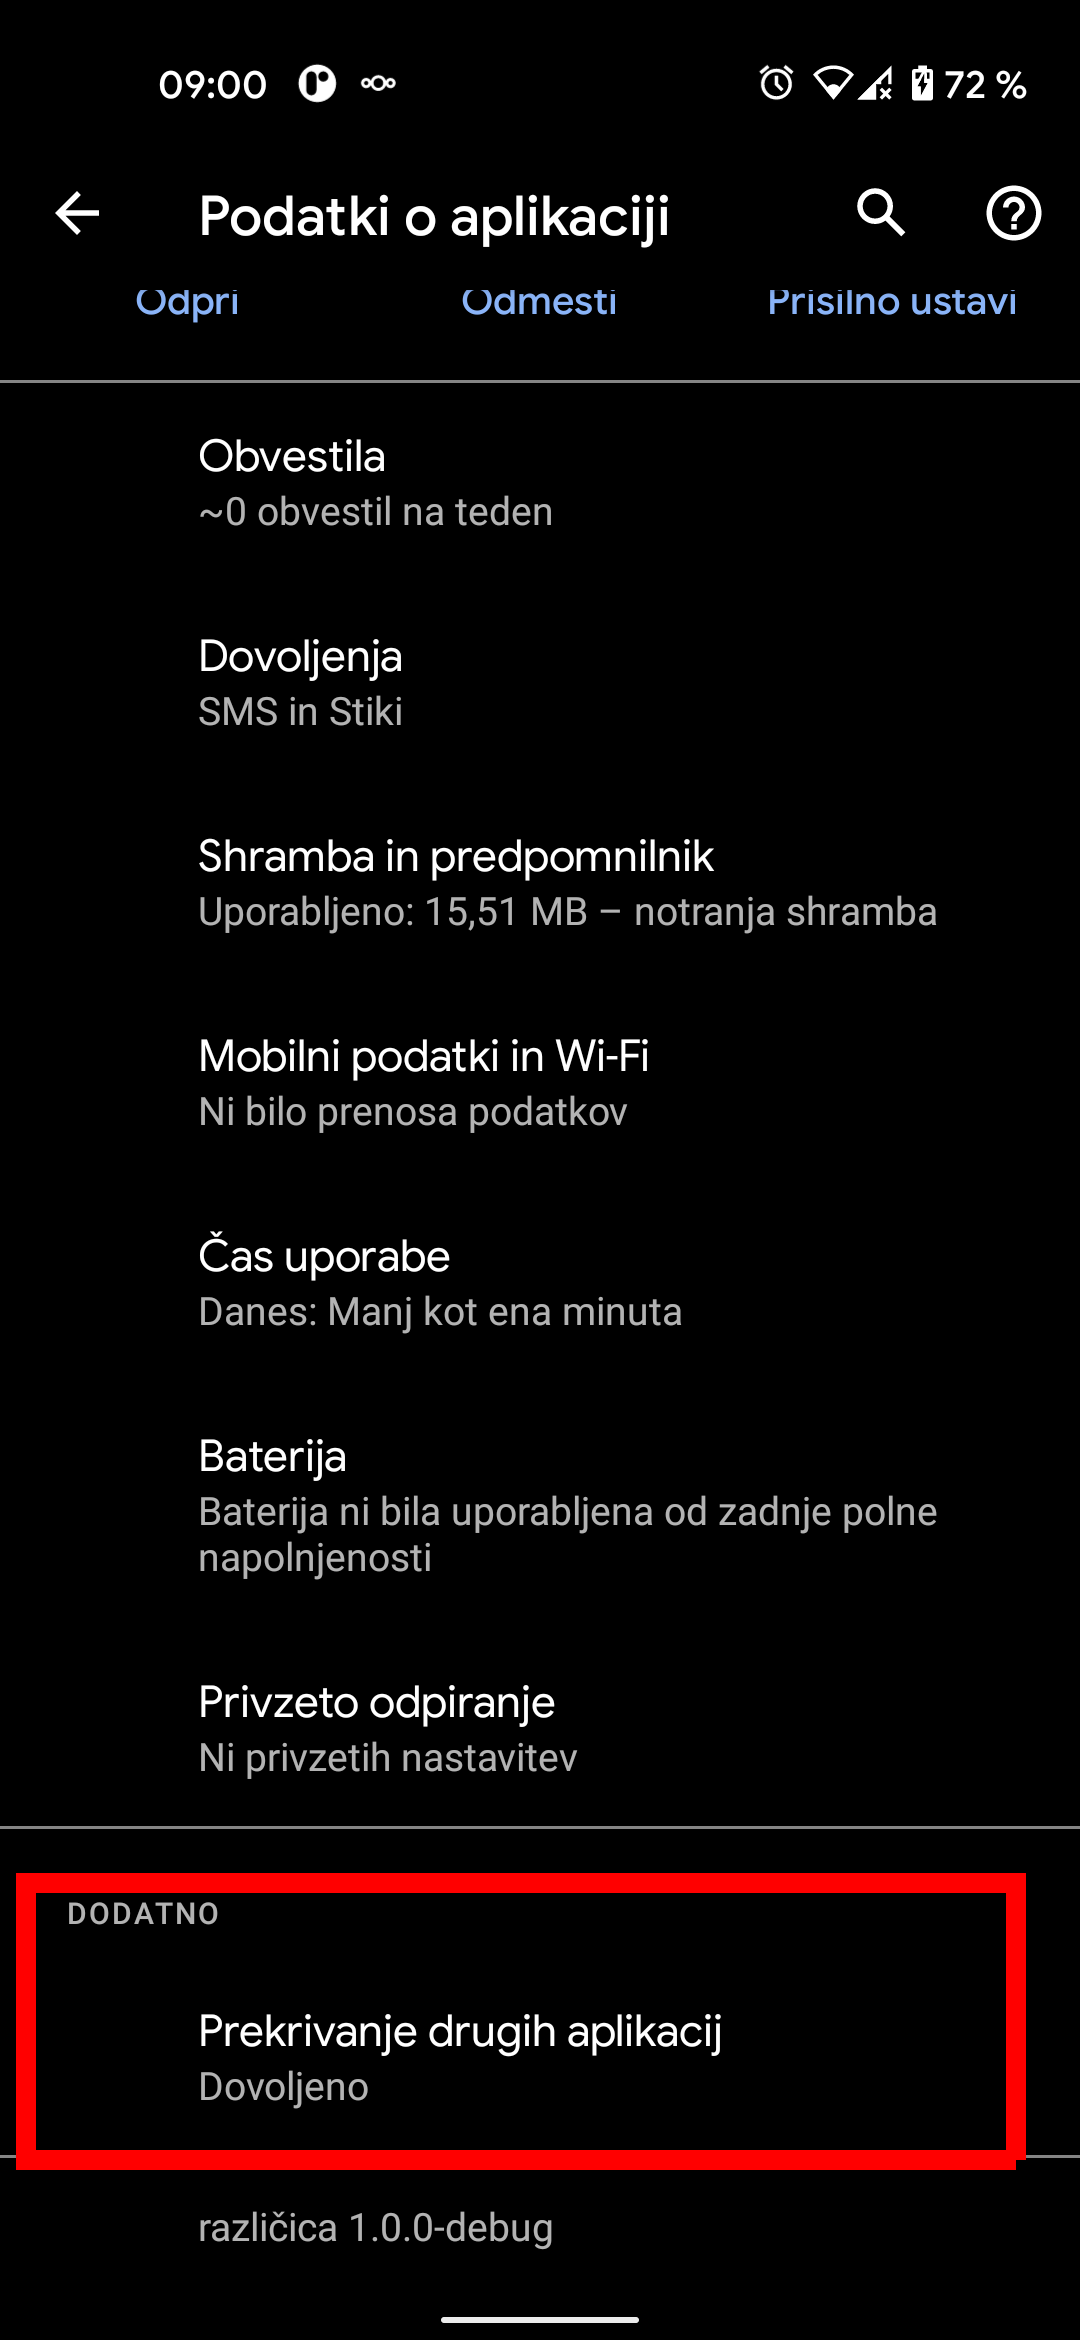 09:00
72 %
Podatki o aplikaciji
Odpri
Odmesti
Prisilno ustavi
Obvestila
~0 obvestil na teden
Dovoljenja
SMS in Stiki
Shramba in predpomnilnik
Uporabljeno: 15,51 MB – notranja shramba
Mobilni podatki in Wi-Fi
Ni bilo prenosa podatkov
Čas uporabe
Danes: Manj kot ena minuta
Baterija
Baterija ni bila uporabljena od zadnje polne
napolnjenosti
Privzeto odpiranje
Ni privzetih nastavitev
DODATNO
Prekrivanje drugih aplikacij
Dovoljeno
različica 1.0.0-debug